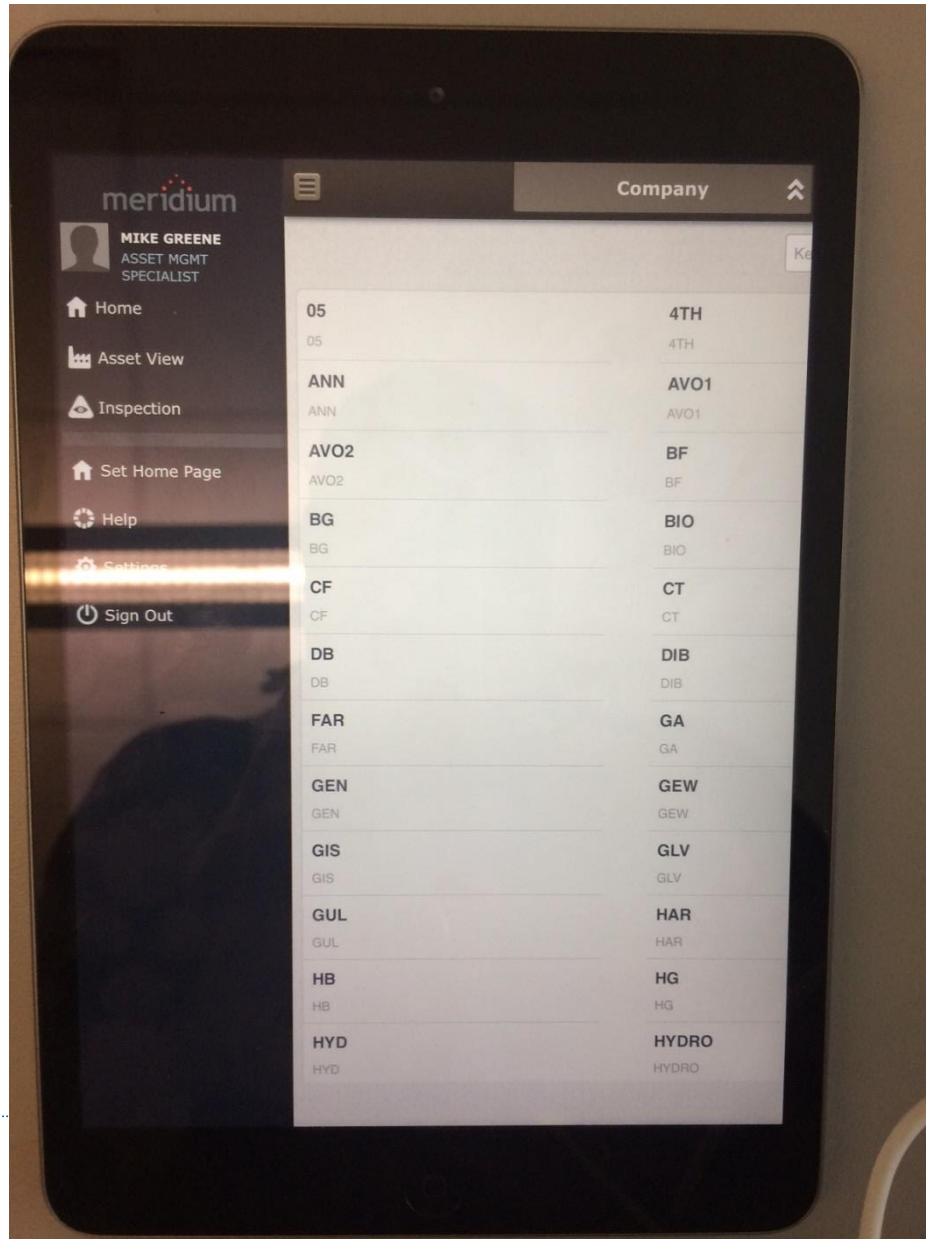 meridium
MIKE GREENE
ASSET MGMT
SPECIALIST
Home
Asset View
Inspection
Set Home Page
Help
Settings
Sign Out
Company
Ke
05
05
4TH
4TH
ANN
ANN
AVO1
AVO1
AVO2
AVO2
BF
BF
BG
BG
BIO
BIO
CF
CF
CT
CT
DB
DB
DIB
DIB
FAR
FAR
GA
GA
GEN
GEN
GEW
GEW
GIS
GIS
GLV
GLV
GUL
GUL
HAR
HAR
HB
HB
HG
HG
HYD
HYD
HYDRO
HYDRO